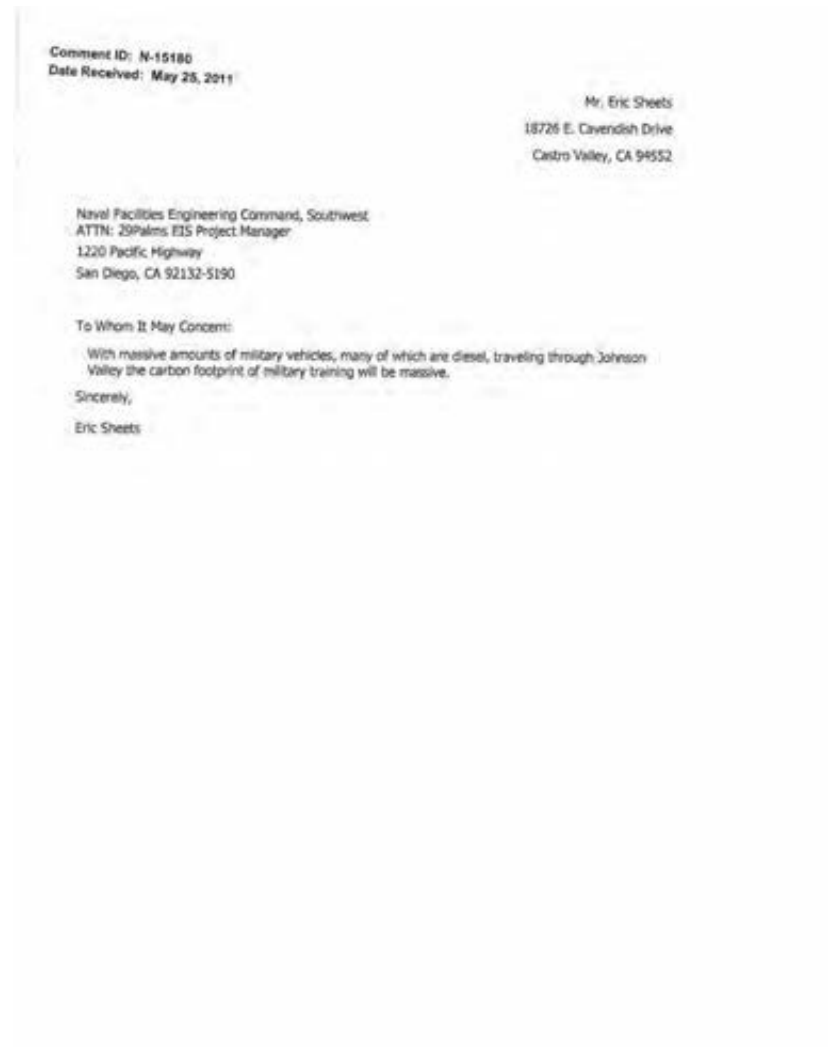 Comment ID: N-15180
Date Received: May 25, 2011
Mr. Eric Sheets
18726 E. Cavendish Drive
Castro Valley, CA 94552
Naval Facilities Engineering Command, Southwest
ATTN: 29Palms EIS Project Manager
1220 Pacific Highway
San Diego, CA 92132-5190
To Whom It May Concern:
With massive amounts of military vehicles, many of which are diesel, traveling through Johnson
Valley the carbon footprint of military training will be massive.
Sincerely,
Eric Sheets